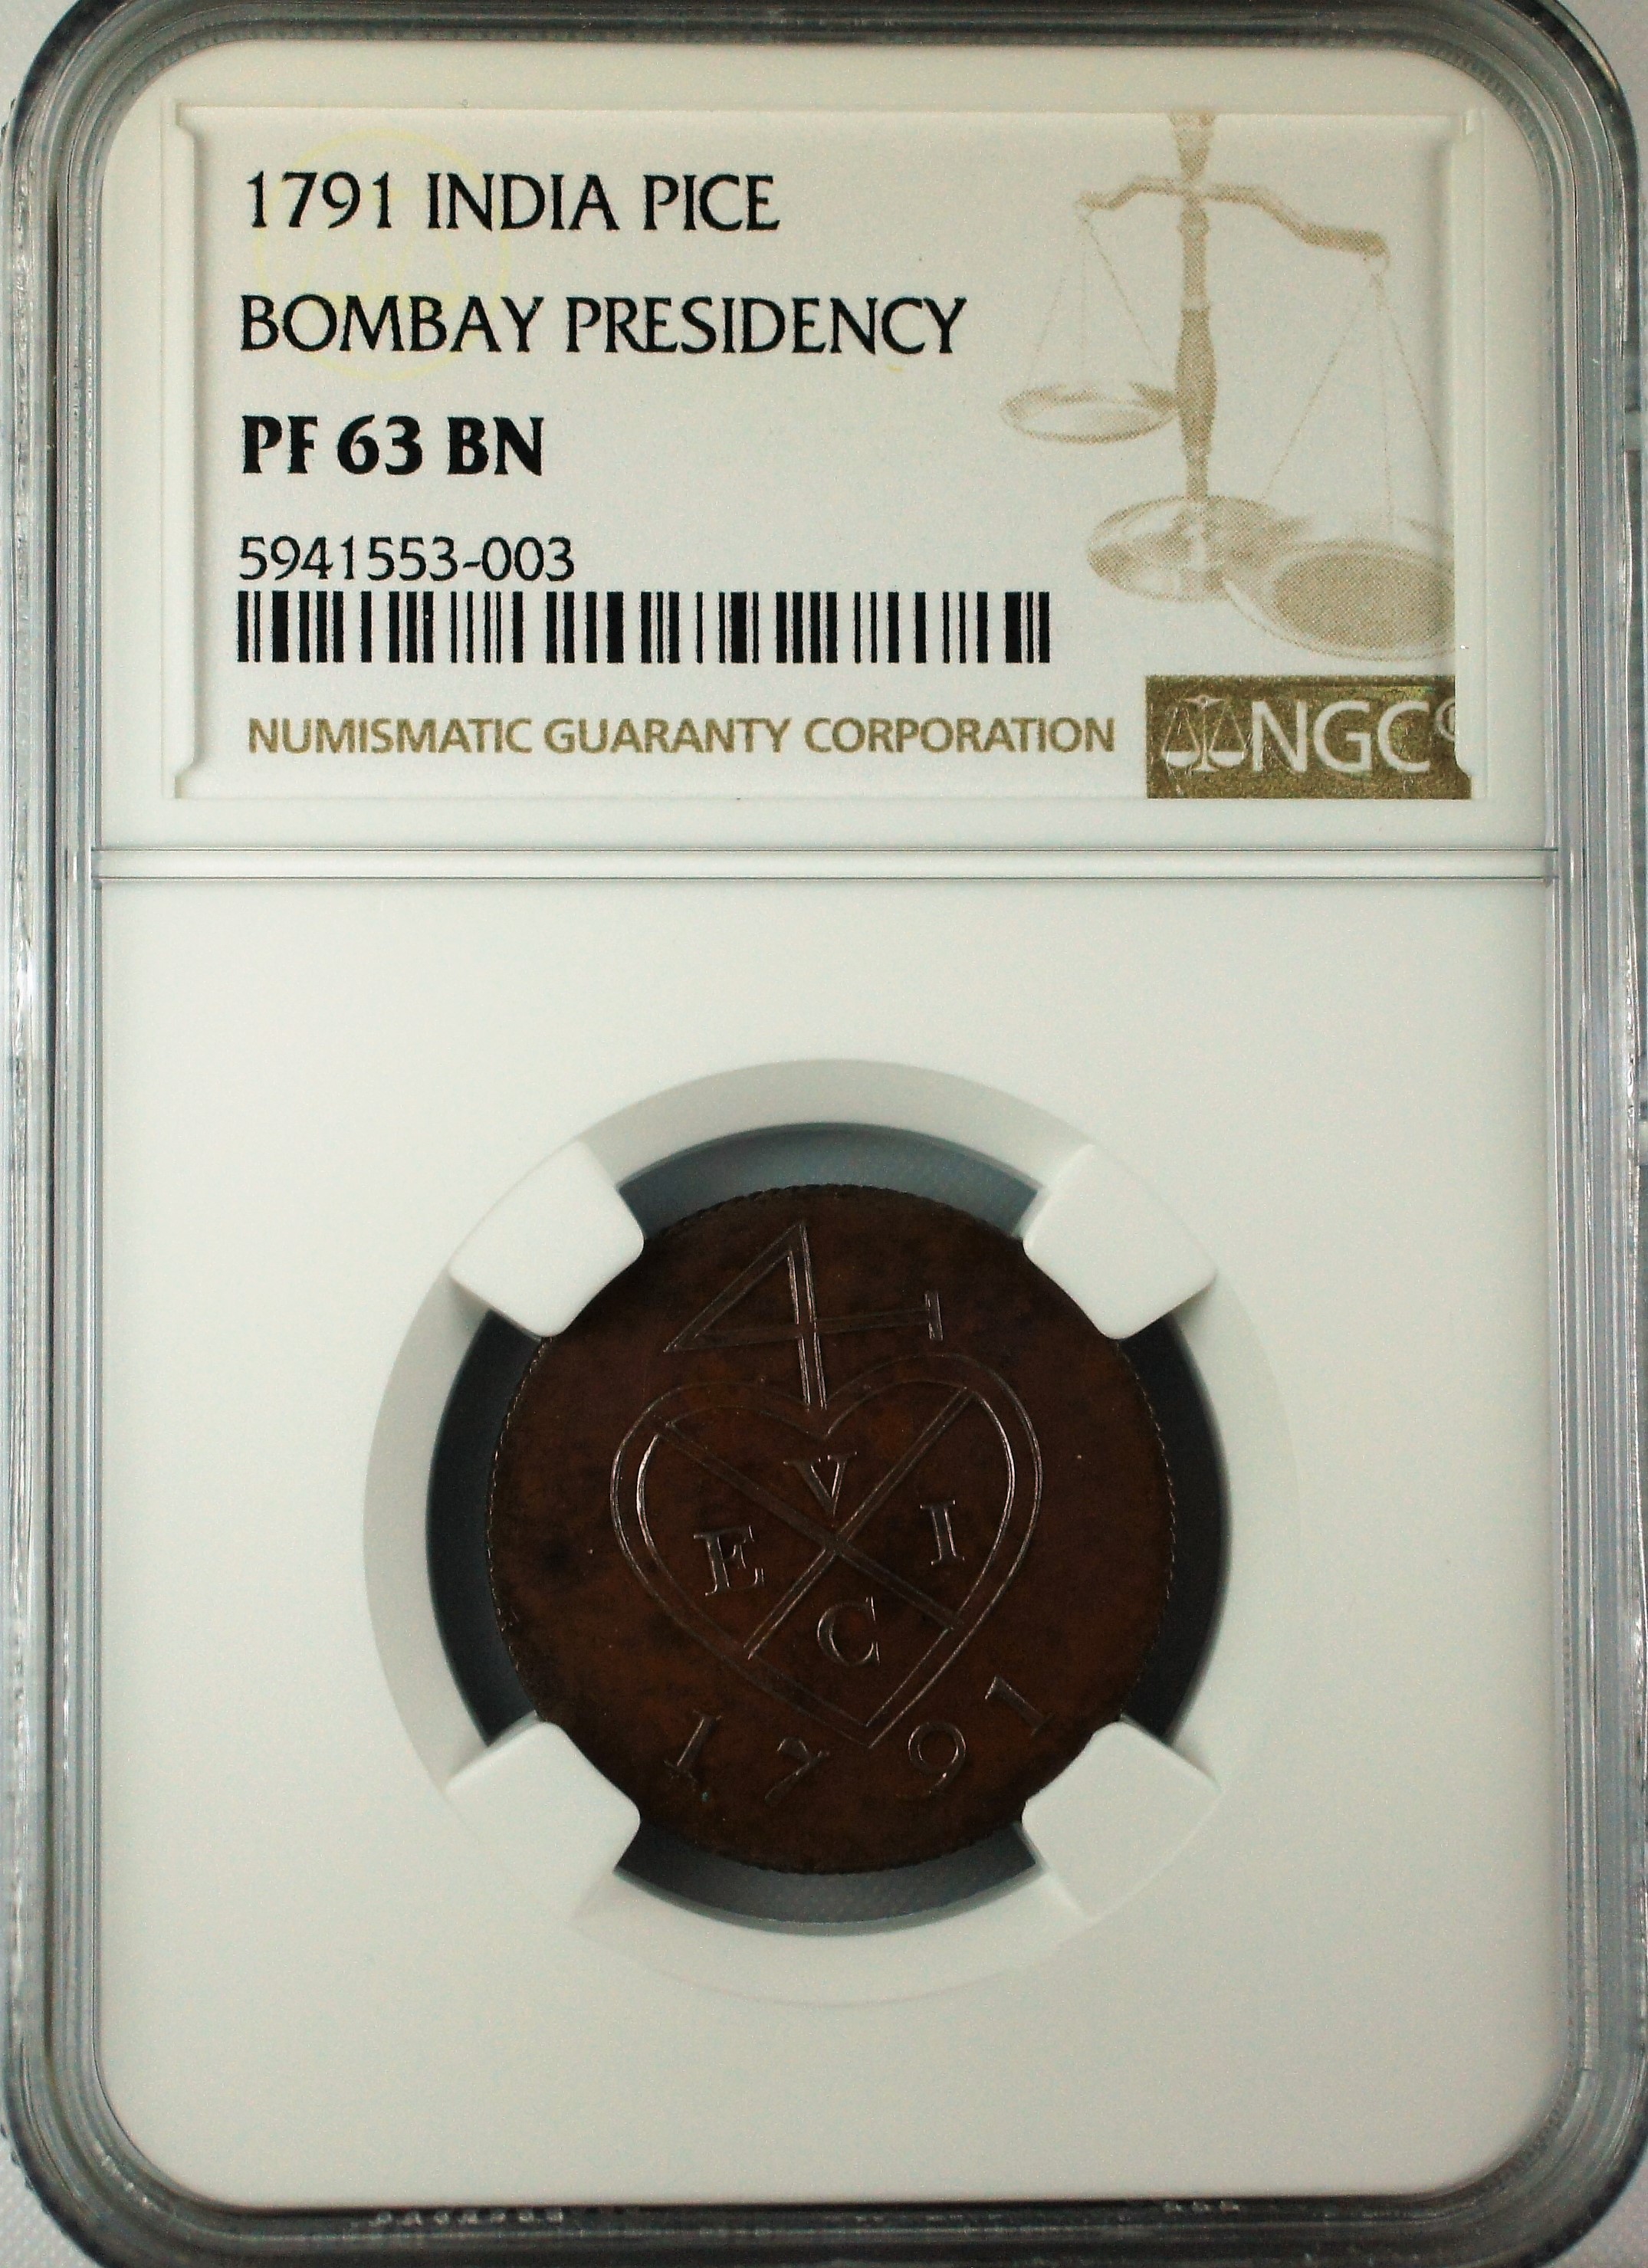 1791 INDIA PICE
BOMBAY PRESIDENCY
PF 63 BN
5941553-003
NUMISMATIC GUARANTY CORPORATION
NGC
4
V
E I
C
1791